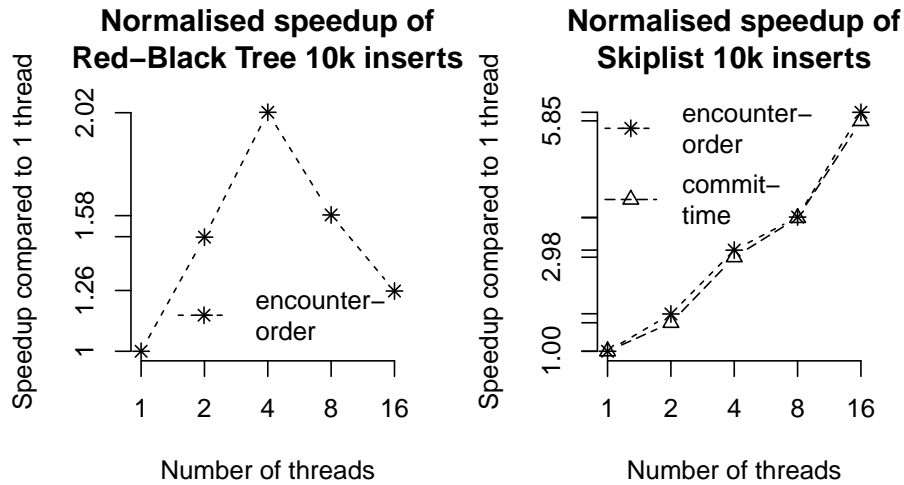 Normalised speedup of
Red−Black Tree 10k inserts
Speedup compared to 1 thread
2.02
1.58
1.26
1
encounter−
order
1
2
4
8
16
Number of threads
Normalised speedup of
Skiplist 10k inserts
Speedup compared to 1 thread
5.85
2.98
1.00
encounter−
order
commit−
time
1
2
4
8
16
Number of threads